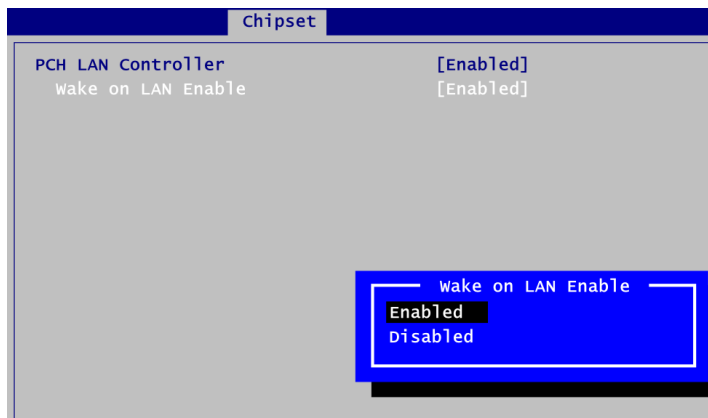 Chipset
PCH LAN Controller [Enabled]
Wake on LAN Enable [Enabled]
Wake on LAN Enable
Enabled
Disabled